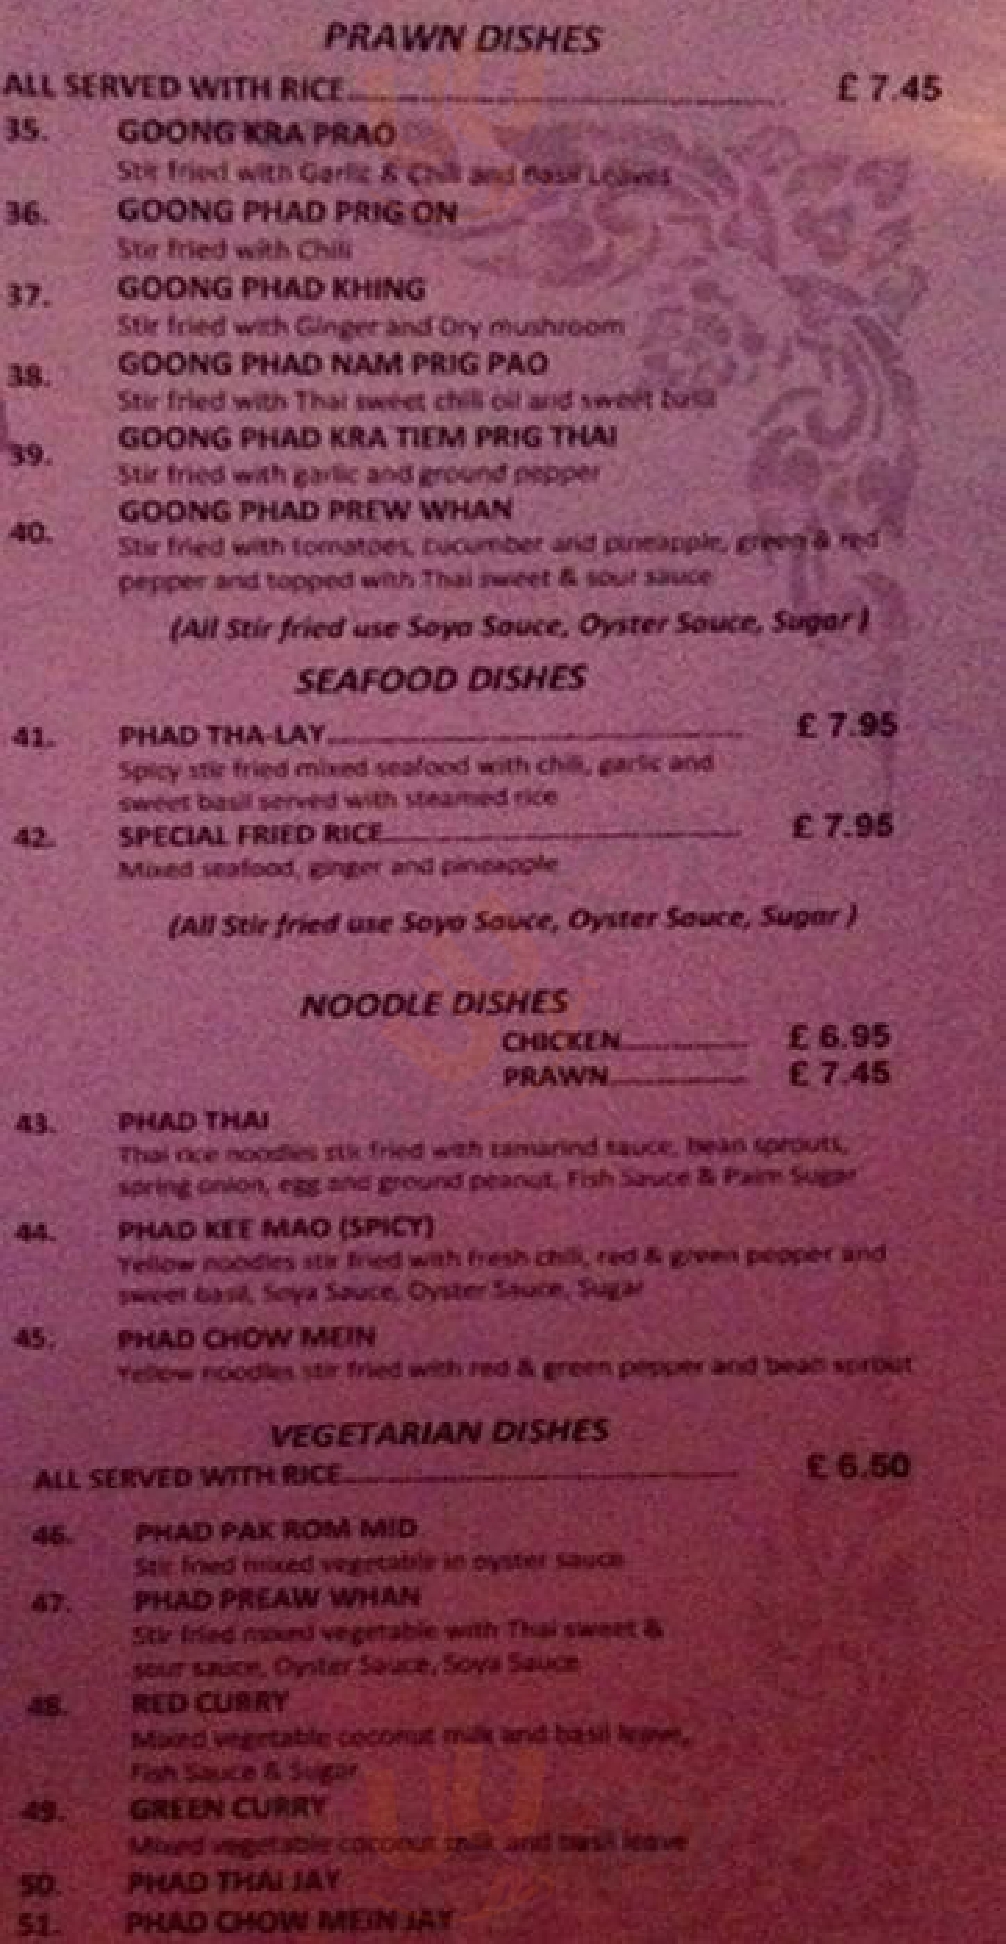 PRAWN DISHES
ALL SERVED WITH RICE £ 7.45
35. GOONG KRA PRAO
Stir fried with Garlic & Chili and Basil Leaves
36. GOONG PHAD PRIG ON
Stir fried with Chili
37. GOONG PHAD KHING
Stir fried with Ginger and Dry mushroom
38. GOONG PHAD NAM PRIG PAO
Stir fried with Thai sweet chili oil and sweet basil
39. GOONG PHAD KRA TIEM PRIG THAI
Stir fried with garlic and ground pepper
40. GOONG PHAD PREW WHAN
Stir fried with tomatoes, cucumber and pineapple, green & red
pepper and topped with Thai sweet & sour sauce
(All Stir fried use Soya Sauce, Oyster Sauce, Sugar )
SEAFOOD DISHES
41. PHAD THA-LAY £ 7.95
Spicy stir fried mixed seafood with chili, garlic and
sweet basil served with steamed rice
42. SPECIAL FRIED RICE £ 7.95
Mixed seafood, ginger and pineapple
(All Stir fried use Soya Sauce, Oyster Sauce, Sugar )
NOODLE DISHES
CHICKEN £ 6.95
PRAWN £ 7.45
43. PHAD THAI
Thai rice noodles stir fried with tamarind sauce, bean sprouts,
spring onion, egg and ground peanut, Fish Sauce & Palm Sugar
44. PHAD KEE MAO (SPICY)
Yellow noodles stir fried with fresh chili, red & green pepper and
sweet basil, Soya Sauce, Oyster Sauce, Sugar
45. PHAD CHOW MEIN
Yellow noodles stir fried with red & green pepper and bean sprout
VEGETARIAN DISHES
ALL SERVED WITH RICE £ 6.50
46. PHAD PAK ROM MID
Stir fried mixed vegetable in oyster sauce
47. PHAD PREAW WHAN
Stir fried mixed vegetable with Thai sweet &
sour sauce, Oyster Sauce, Soya Sauce
48. RED CURRY
Mixed vegetable coconut milk and basil leave,
Fish Sauce & Sugar
49. GREEN CURRY
Mixed vegetable coconut milk and basil leave
50. PHAD THAI JAY
51. PHAD CHOW MEIN JAY